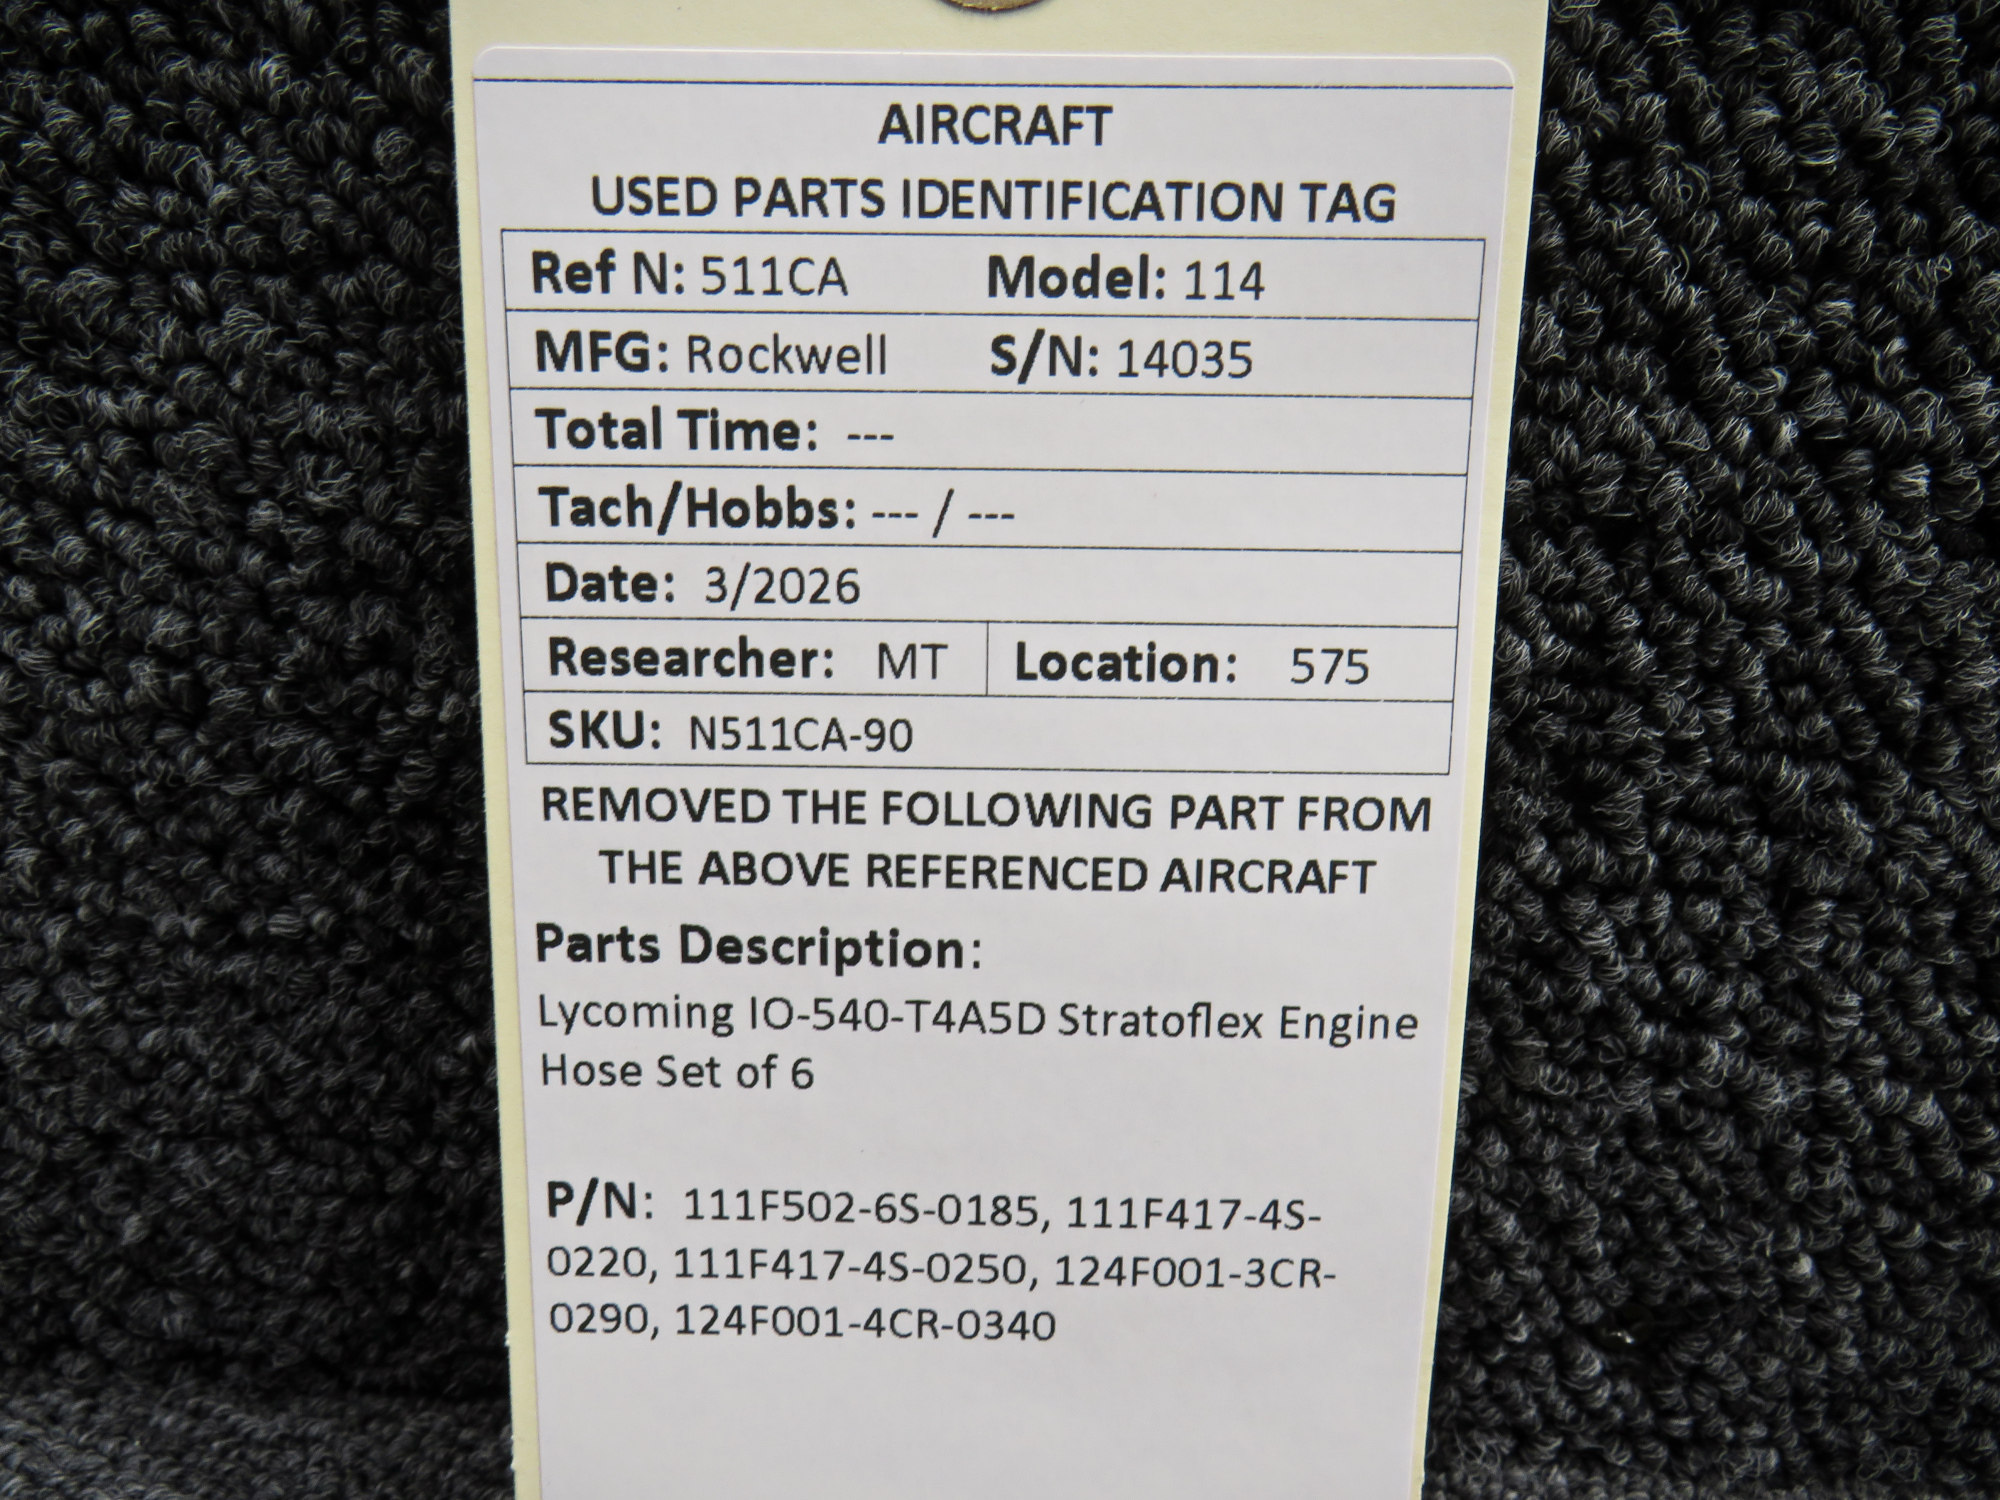 AIRCRAFT
USED PARTS IDENTIFICATION TAG
Ref N: 511CA Model: 114
MFG: Rockwell S/N: 14035
Total Time: ---
Tach/Hobbs: --- / ---
Date: 3/2026
Researcher: MT Location: 575
SKU: N511CA-90
REMOVED THE FOLLOWING PART FROM
THE ABOVE REFERENCED AIRCRAFT
Parts Description:
Lycoming IO-540-T4A5D Stratoflex Engine
Hose Set of 6
P/N: 111F502-6S-0185, 111F417-4S-
0220, 111F417-4S-0250, 124F001-3CR-
0290, 124F001-4CR-0340